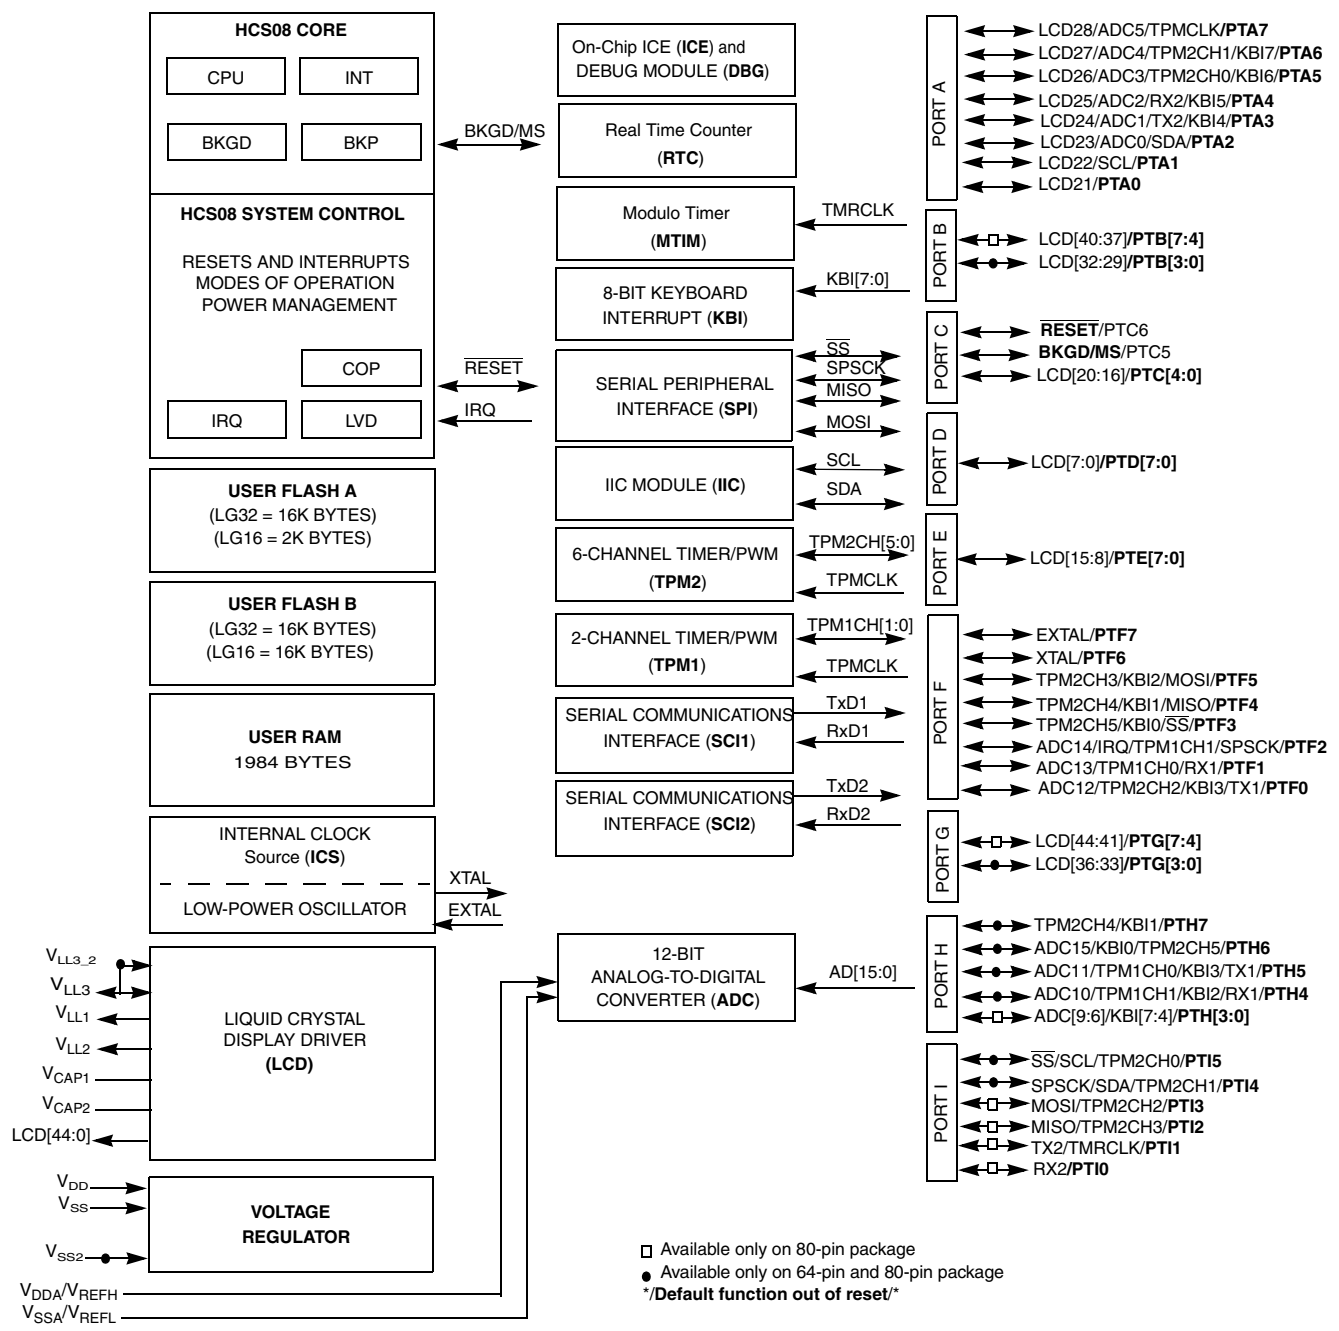 HCS08 CORE
CPU
INT
BKGD
BKP
HCS08 SYSTEM CONTROL
RESETS AND INTERRUPTS
MODES OF OPERATION
POWER MANAGEMENT
COP
IRQ
LVD
BKGD/MS
RESET
IRQ
USER FLASH A
(LG32 = 16K BYTES)
(LG16 = 2K BYTES)
USER FLASH B
(LG32 = 16K BYTES)
(LG16 = 16K BYTES)
USER RAM
1984 BYTES
INTERNAL CLOCK
Source (ICS)
LOW-POWER OSCILLATOR
XTAL
EXTAL
VLL3_2
VLL3
VLL1
VLL2
VCAP1
VCAP2
LCD[44:0]
LIQUID CRYSTAL
DISPLAY DRIVER
(LCD)
VDD
VSS
VSS2
VOLTAGE
REGULATOR
VDDA/VREFH
VSSA/VREFL
On-Chip ICE (ICE) and
DEBUG MODULE (DBG)
Real Time Counter
(RTC)
Modulo Timer
(MTIM)
TMRCLK
8-BIT KEYBOARD
INTERRUPT (KBI)
KBI[7:0]
SERIAL PERIPHERAL
INTERFACE (SPI)
SS
SPSCK
MISO
MOSI
IIC MODULE (IIC)
SCL
SDA
6-CHANNEL TIMER/PWM
(TPM2)
TPM2CH[5:0]
TPMCLK
2-CHANNEL TIMER/PWM
(TPM1)
TPM1CH[1:0]
TPMCLK
SERIAL COMMUNICATIONS
INTERFACE (SCI1)
TxD1
RxD1
SERIAL COMMUNICATIONS
INTERFACE (SCI2)
TxD2
RxD2
12-BIT
ANALOG-TO-DIGITAL
CONVERTER (ADC)
AD[15:0]
PORT A
LCD28/ADC5/TPMCLK/PTA7
LCD27/ADC4/TPM2CH1/KBI7/PTA6
LCD26/ADC3/TPM2CH0/KBI6/PTA5
LCD25/ADC2/RX2/KBI5/PTA4
LCD24/ADC1/TX2/KBI4/PTA3
LCD23/ADC0/SDA/PTA2
LCD22/SCL/PTA1
LCD21/PTA0
PORT B
LCD[40:37]/PTB[7:4]
LCD[32:29]/PTB[3:0]
PORT C
RESET/PTC6
BKGD/MS/PTC5
LCD[20:16]/PTC[4:0]
PORT D
LCD[7:0]/PTD[7:0]
PORT E
LCD[15:8]/PTE[7:0]
PORT F
EXTAL/PTF7
XTAL/PTF6
TPM2CH3/KBI2/MOSI/PTF5
TPM2CH4/KBI1/MISO/PTF4
TPM2CH5/KBI0/SS/PTF3
ADC14/IRQ/TPM1CH1/SPSCK/PTF2
ADC13/TPM1CH0/RX1/PTF1
ADC12/TPM2CH2/KBI3/TX1/PTF0
PORT G
LCD[44:41]/PTG[7:4]
LCD[36:33]/PTG[3:0]
PORT H
TPM2CH4/KBI1/PTH7
ADC15/KBI0/TPM2CH5/PTH6
ADC11/TPM1CH0/KBI3/TX1/PTH5
ADC10/TPM1CH1/KBI2/RX1/PTH4
ADC[9:6]/KBI[7:4]/PTH[3:0]
PORT I
SS/SCL/TPM2CH0/PTI5
SPSCK/SDA/TPM2CH1/PTI4
MOSI/TPM2CH2/PTI3
MISO/TPM2CH3/PTI2
TX2/TMRCLK/PTI1
RX2/PTI0
Available only on 80-pin package
Available only on 64-pin and 80-pin package
*/Default function out of reset/*